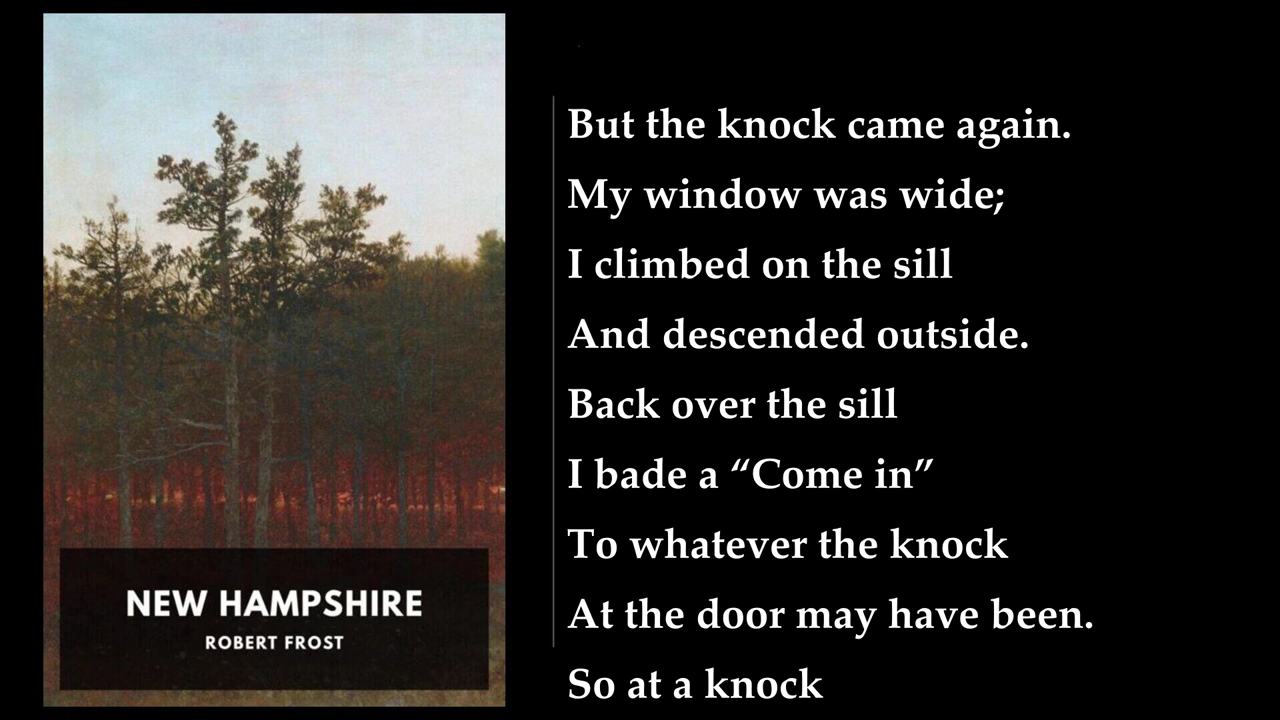 NEW HAMPSHIRE
ROBERT FROST
But the knock came again.
My window was wide;
I climbed on the sill
And descended outside.
Back over the sill
I bade a “Come in”
To whatever the knock
At the door may have been.
So at a knock